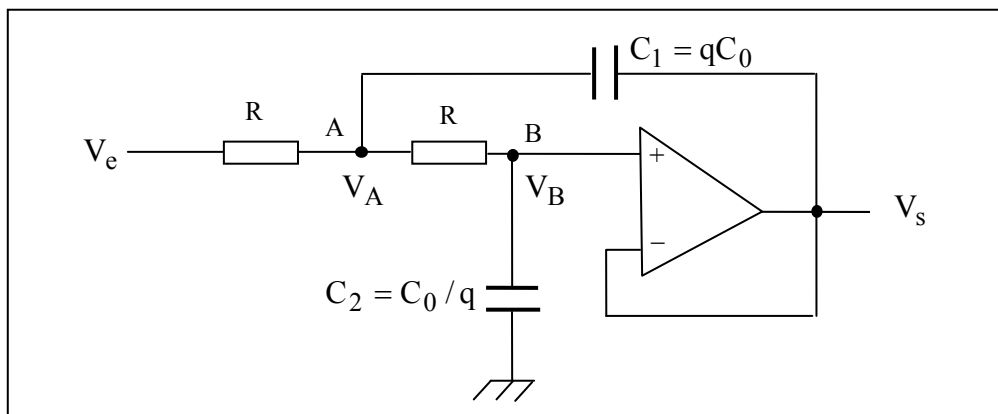 C₁ = qC₀
R
A
R
B
Vₑ
V_A
V_B
+
−
Vₛ
C₂ = C₀ / q